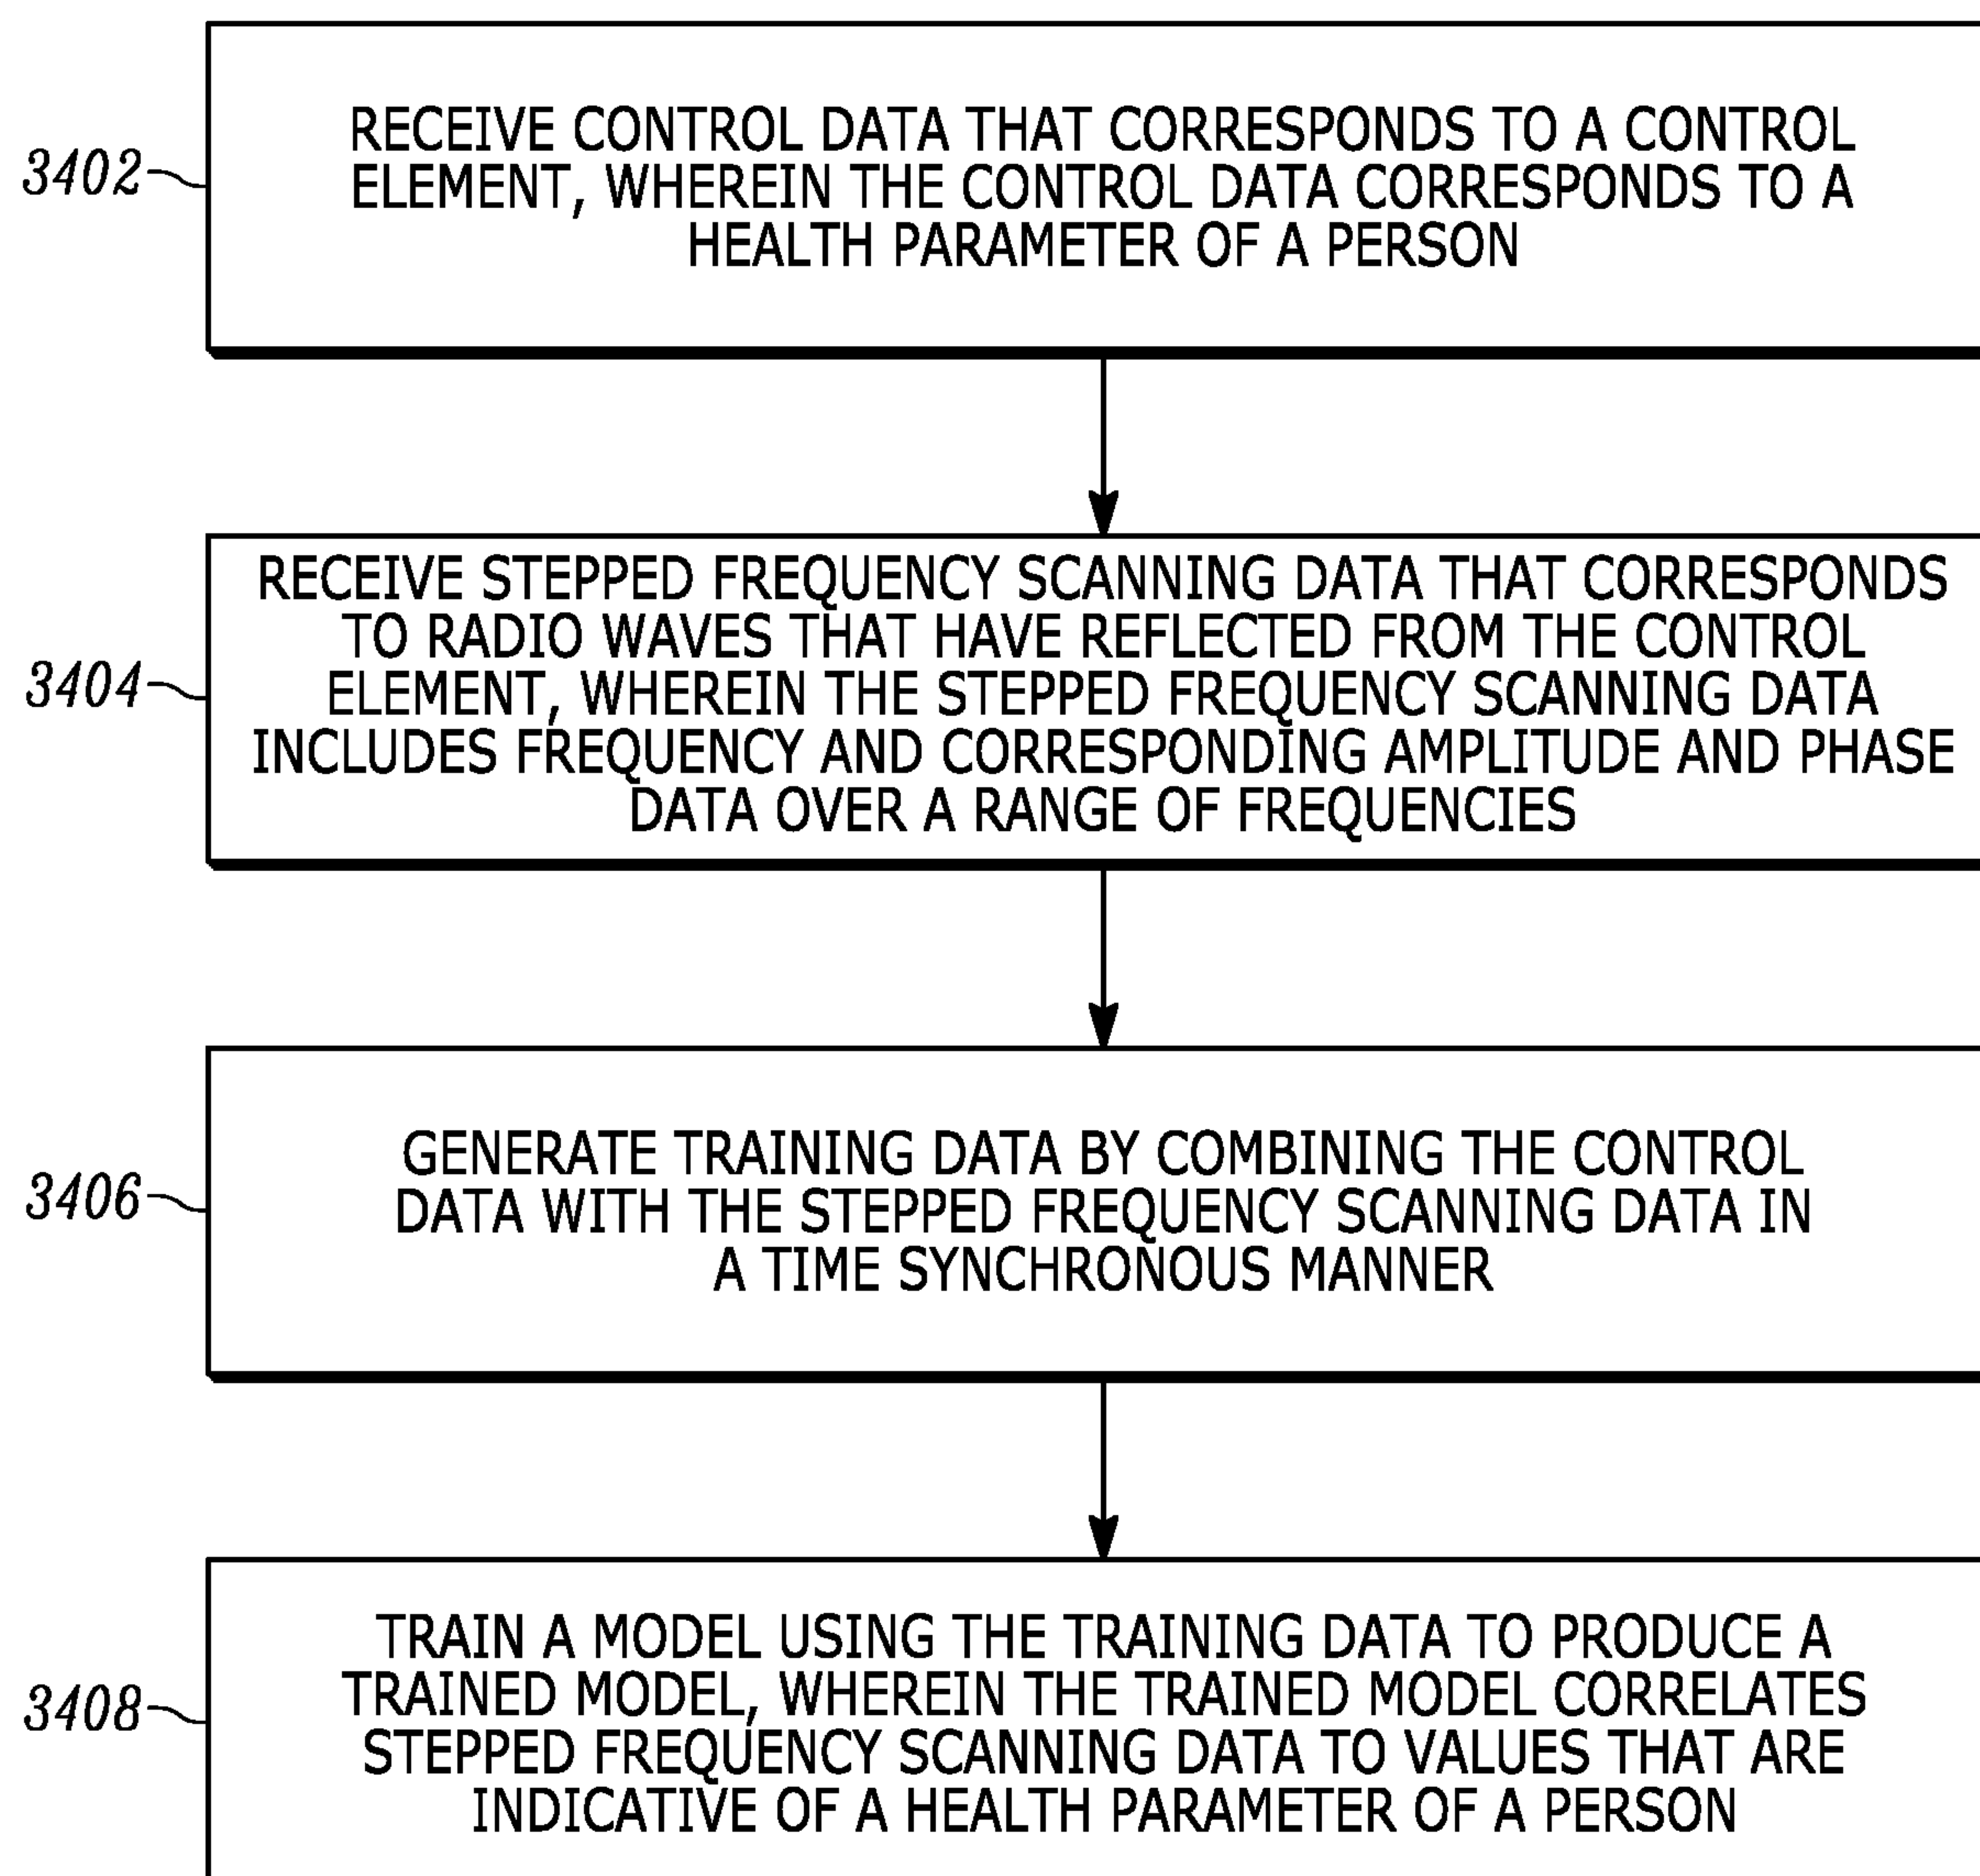 RECEIVE CONTROL DATA THAT CORRESPONDS TO A CONTROL
3402
ELEMENT, WHEREIN THE CONTROL DATA CORRESPONDS TO A
HEALTH PARAMETER OF A PERSON
RECEIVE STEPPED FREQUENCY SCANNING DATA THAT CORRESPONDS
TO RADIO WAVES THAT HAVE REFLECTED FROM THE CONTROL
3404
ELEMENT, WHEREIN THE STEPPED FREQUENCY SCANNING DATA
INCLUDES FREQUENCY AND CORRESPONDING AMPLITUDE AND PHASE
DATA OVER A RANGE OF FREQUENCIES
GENERATE TRAINING DATA BY COMBINING THE CONTROL
3406
DATA WITH THE STEPPED FREQUENCY SCANNING DATA IN
A TIME SYNCHRONOUS MANNER
TRAIN A MODEL USING THE TRAINING DATA TO PRODUCE A
3408
TRAINED MODEL, WHEREIN THE TRAINED MODEL CORRELATES
STEPPED FREQUENCY SCANNING DATA TO VALUES THAT ARE
INDICATIVE OF A HEALTH PARAMETER OF A PERSON